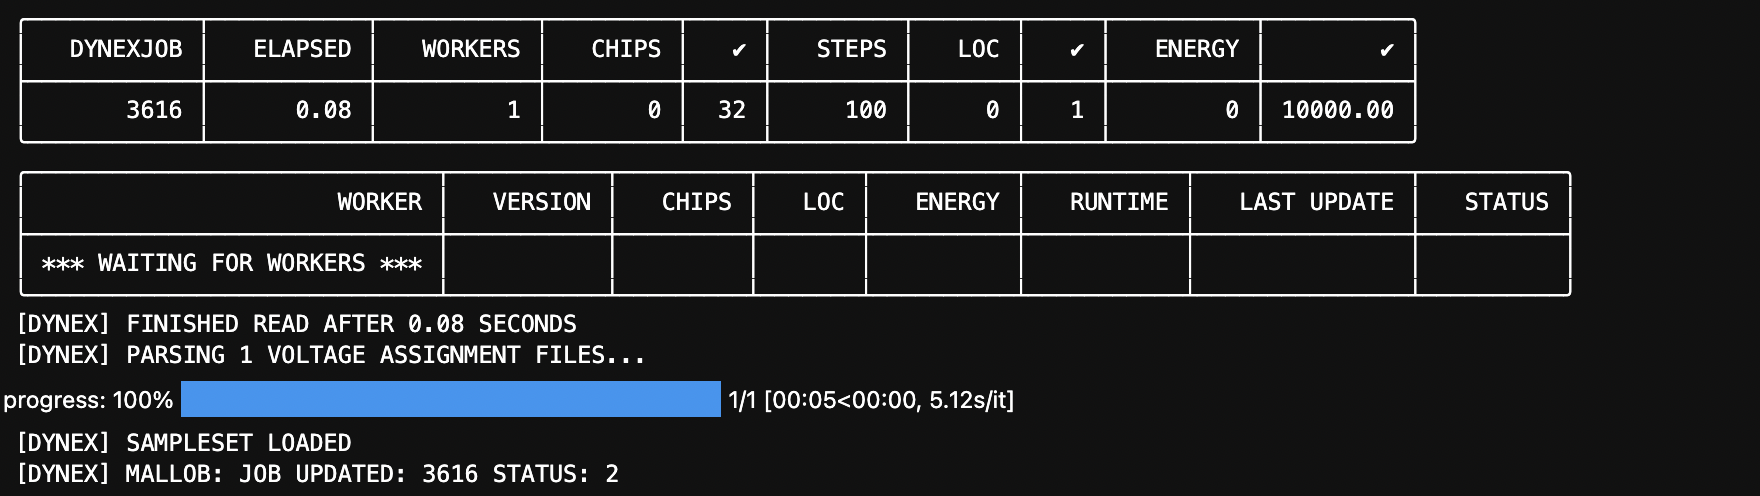 DYNEXJOB ELAPSED WORKERS CHIPS ✔ STEPS LOC ✔ ENERGY ✔
3616 0.08 1 0 32 100 0 1 0 10000.00
WORKER VERSION CHIPS LOC ENERGY RUNTIME LAST UPDATE STATUS
*** WAITING FOR WORKERS ***
[DYNEX] FINISHED READ AFTER 0.08 SECONDS
[DYNEX] PARSING 1 VOLTAGE ASSIGNMENT FILES...
progress: 100% 1/1 [00:05<00:00, 5.12s/it]
[DYNEX] SAMPLESET LOADED
[DYNEX] MALLOB: JOB UPDATED: 3616 STATUS: 2